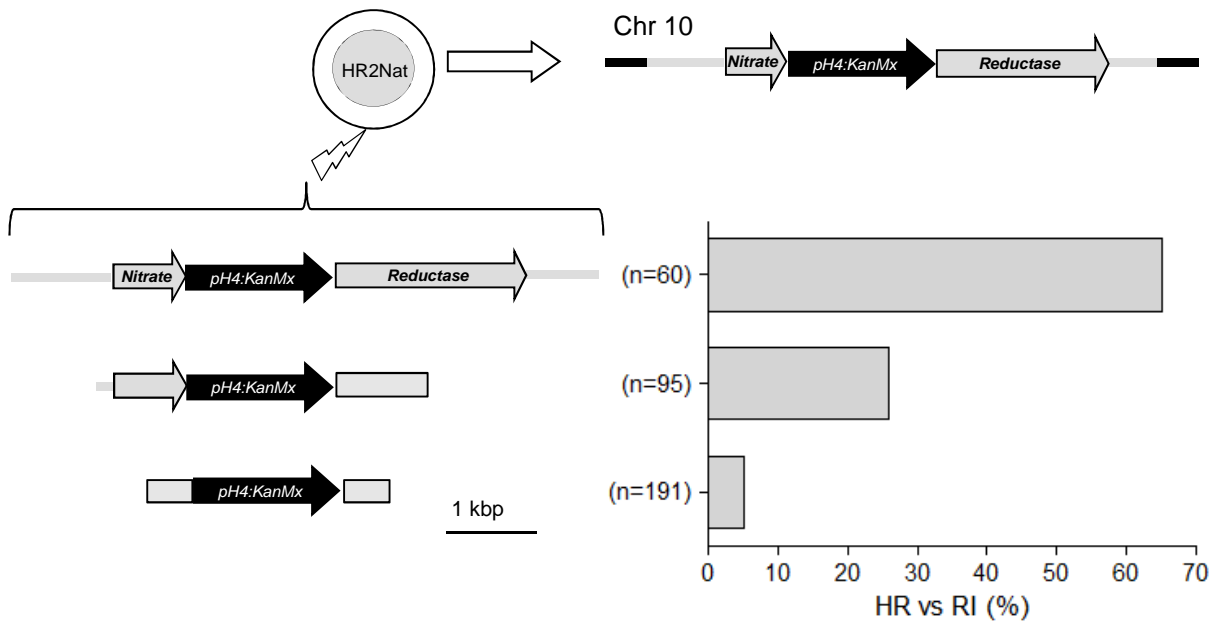 HR2Nat
Chr 10
Nitrate pH4:KanMx Reductase
Nitrate pH4:KanMx Reductase
pH4:KanMx
pH4:KanMx
1 kbp
(n=60)
(n=95)
(n=191)
0 10 20 30 40 50 60 70
HR vs RI (%)